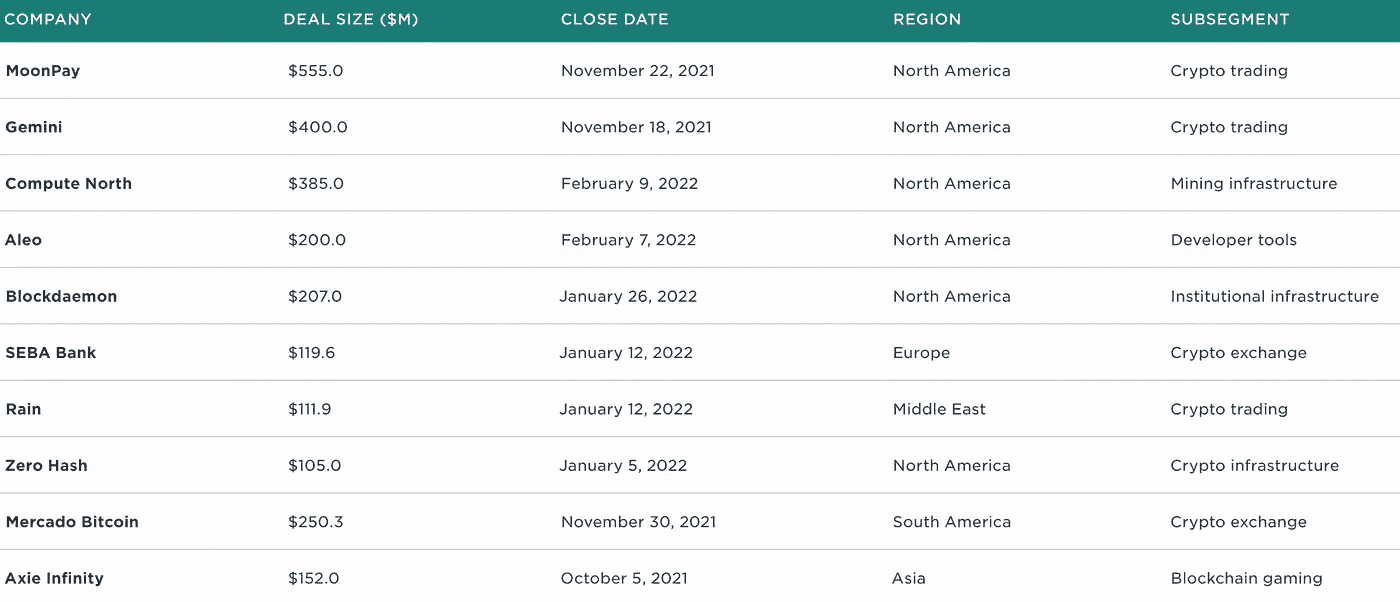 COMPANY DEAL SIZE ($M) CLOSE DATE REGION SUBSEGMENT
MoonPay $555.0 November 22, 2021 North America Crypto trading
Gemini $400.0 November 18, 2021 North America Crypto trading
Compute North $385.0 February 9, 2022 North America Mining infrastructure
Aleo $200.0 February 7, 2022 North America Developer tools
Blockdaemon $207.0 January 26, 2022 North America Institutional infrastructure
SEBA Bank $119.6 January 12, 2022 Europe Crypto exchange
Rain $111.9 January 12, 2022 Middle East Crypto trading
Zero Hash $105.0 January 5, 2022 North America Crypto infrastructure
Mercado Bitcoin $250.3 November 30, 2021 South America Crypto exchange
Axie Infinity $152.0 October 5, 2021 Asia Blockchain gaming